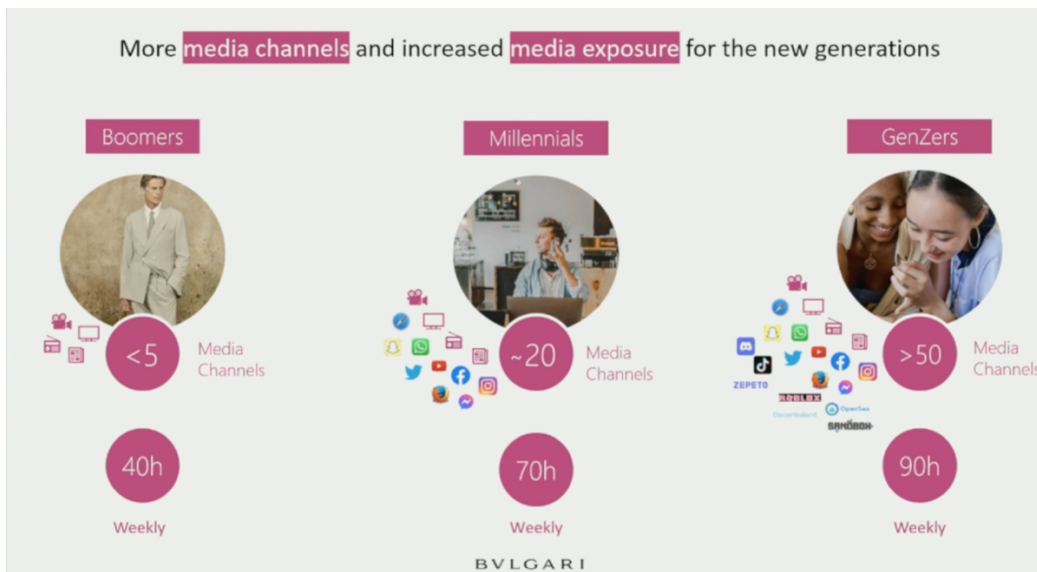 More media channels and increased media exposure for the new generations
Boomers
Millennials
GenZers
<5
Media
Channels
~20
Media
Channels
>50
Media
Channels
ZEPETO
ROBLOX
Decentraland
OpenSea
SANDBOX
40h
70h
90h
Weekly
Weekly
Weekly
BVLGARI